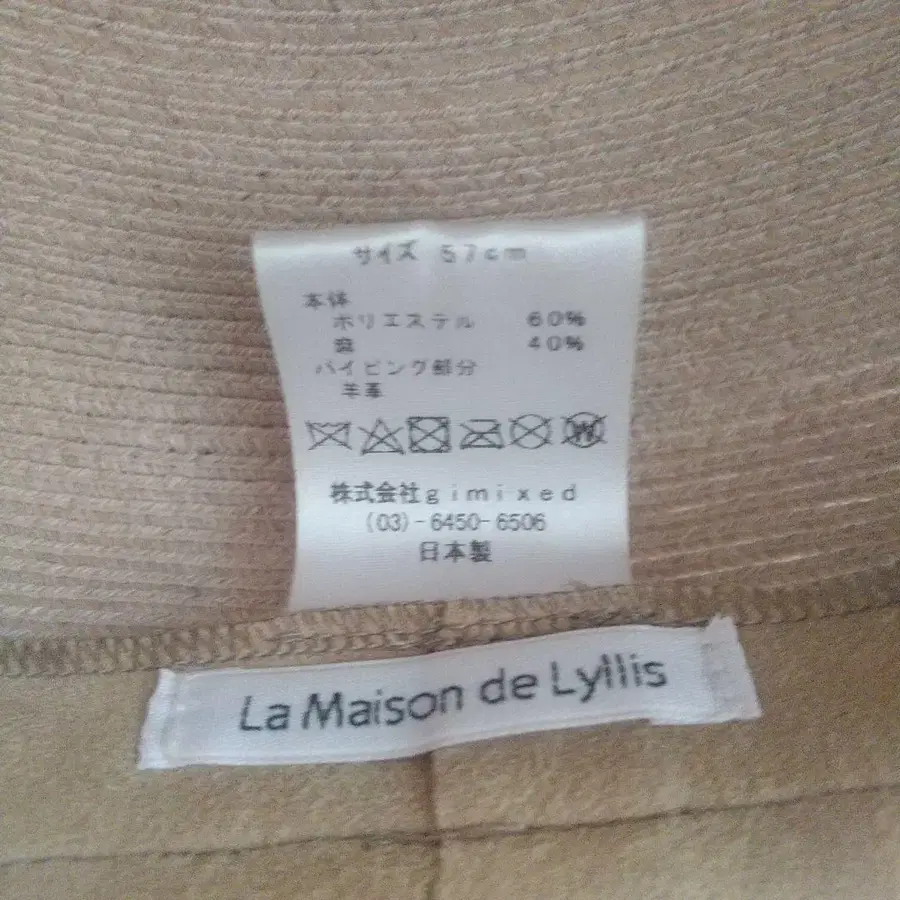 サイズ 57cm
本体
ポリエステル 60%
麻 40%
パイピング部分
羊革
株式会社gimixed
(03)-6450-6506
日本製
La Maison de Lyllis